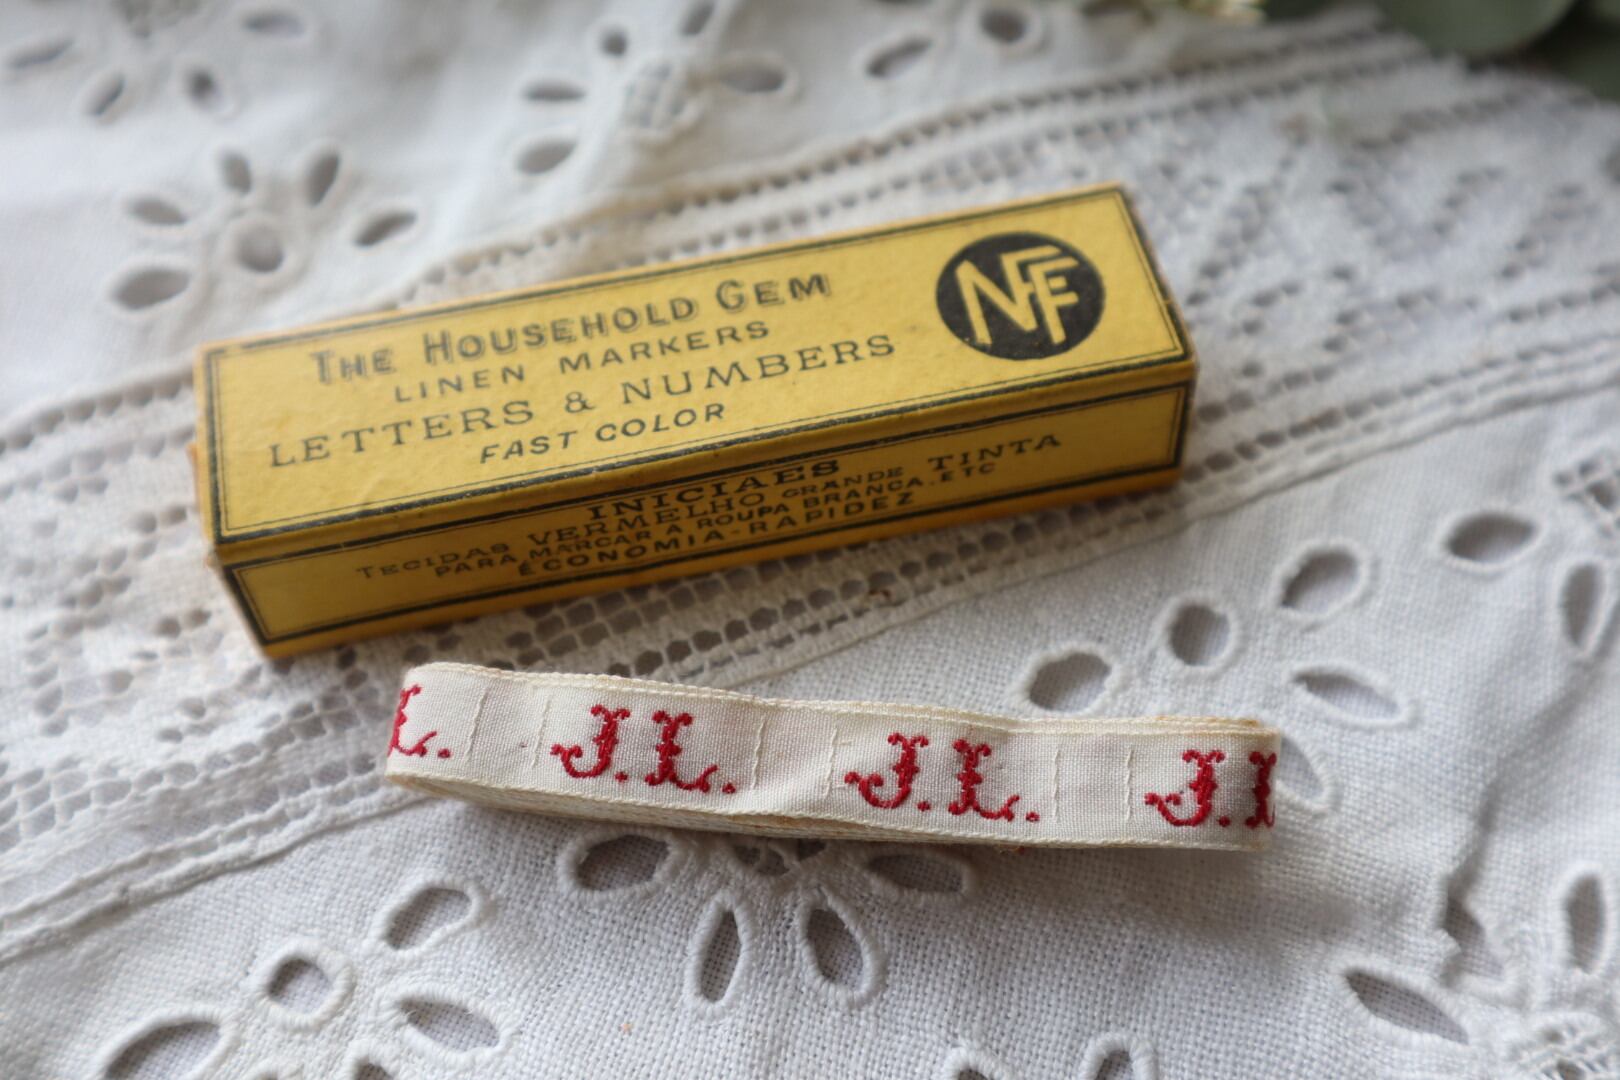 THE HOUSEHOLD GEM
LINEN MARKERS
LETTERS & NUMBERS
FAST COLOR
NFF
INICIAES
TECIDAS VERMELHO GRANDE TINTA
PARA MARCAR A ROUPA BRANCA, ETC
ECONOMIA-RAPIDEZ
L. J.L. J.L. J.L